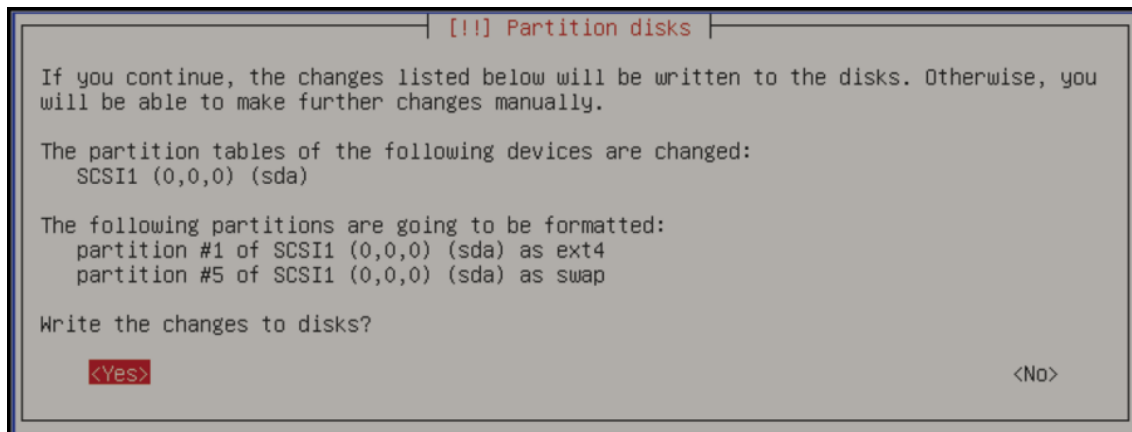 [!!] Partition disks
If you continue, the changes listed below will be written to the disks. Otherwise, you
will be able to make further changes manually.
The partition tables of the following devices are changed:
SCSI1 (0,0,0) (sda)
The following partitions are going to be formatted:
partition #1 of SCSI1 (0,0,0) (sda) as ext4
partition #5 of SCSI1 (0,0,0) (sda) as swap
Write the changes to disks?
<Yes> <No>